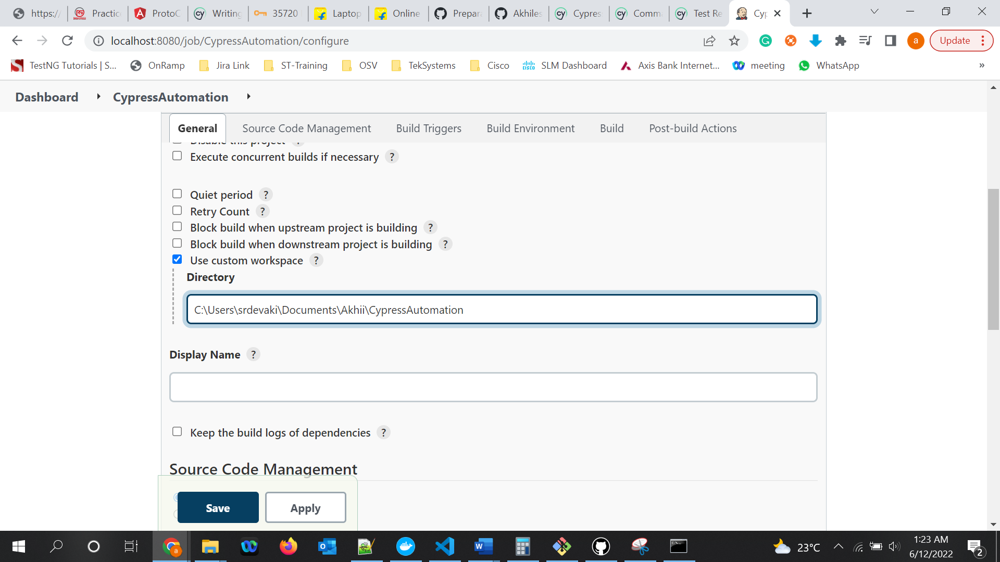 https:/
Practice
ProtoC
Writing
35720
Laptop
Online
Prepara
Akhiles
Cypres
Comma
Test Re
Cyp
localhost:8080/job/CypressAutomation/configure
a
Update
TestNG Tutorials | S...
OnRamp
Jira Link
ST-Training
OSV
TekSystems
Cisco
SLM Dashboard
Axis Bank Internet...
meeting
WhatsApp
»
Dashboard
CypressAutomation
General
Source Code Management
Build Triggers
Build Environment
Build
Post-build Actions
Disable this project ?
Execute concurrent builds if necessary ?
Quiet period ?
Retry Count ?
Block build when upstream project is building ?
Block build when downstream project is building ?
Use custom workspace ?
Directory
C:\Users\srdevaki\Documents\Akhii\CypressAutomation
Display Name ?
Keep the build logs of dependencies ?
Source Code Management
Save
Apply
23°C
1:23 AM
6/12/2022
2